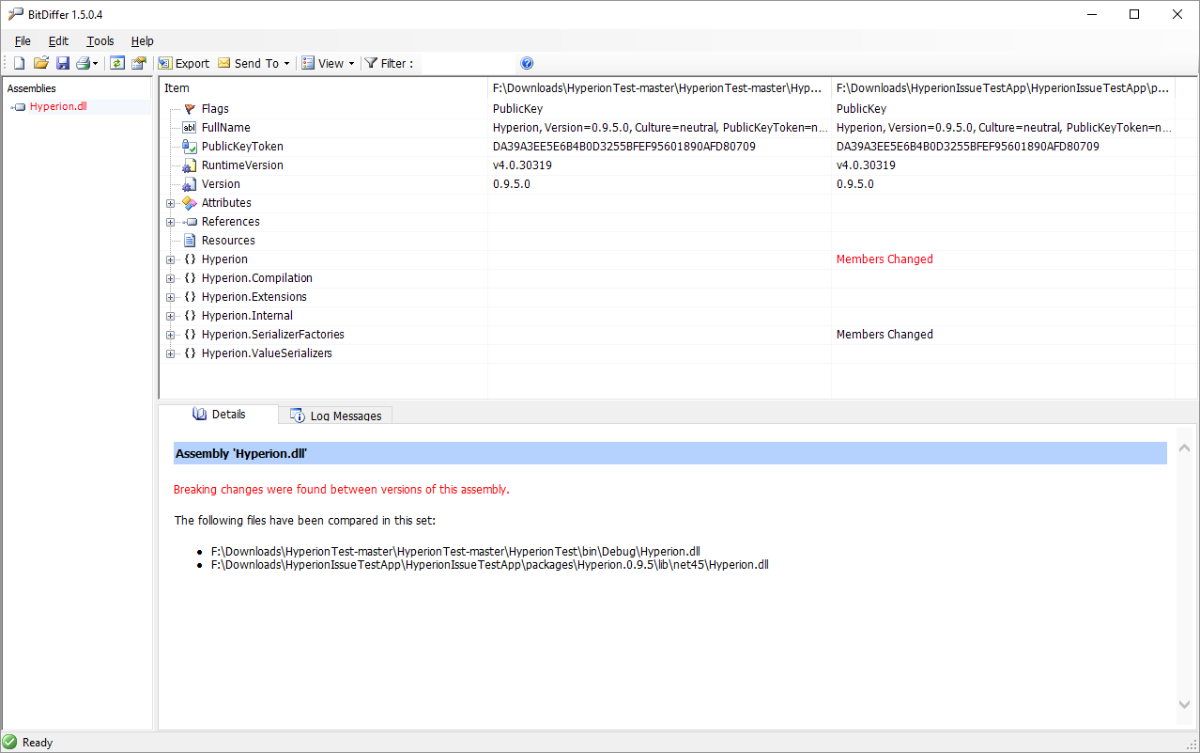 BitDiffer 1.5.0.4
File Edit Tools Help
Export Send To View Filter :
Assemblies
Hyperion.dll
Item F:\Downloads\HyperionTest-master\HyperionTest-master\Hyp... F:\Downloads\HyperionIssueTestApp\HyperionIssueTestApp\p...
Flags PublicKey PublicKey
abl FullName Hyperion, Version=0.9.5.0, Culture=neutral, PublicKeyToken=n... Hyperion, Version=0.9.5.0, Culture=neutral, PublicKeyToken=n...
PublicKeyToken DA39A3EE5E6B4B0D3255BFEF95601890AFD80709 DA39A3EE5E6B4B0D3255BFEF95601890AFD80709
RuntimeVersion v4.0.30319 v4.0.30319
Version 0.9.5.0 0.9.5.0
Attributes
References
Resources
{} Hyperion Members Changed
{} Hyperion.Compilation
{} Hyperion.Extensions
{} Hyperion.Internal
{} Hyperion.SerializerFactories Members Changed
{} Hyperion.ValueSerializers
Details Log Messages
Assembly 'Hyperion.dll'
Breaking changes were found between versions of this assembly.
The following files have been compared in this set:
• F:\Downloads\HyperionTest-master\HyperionTest-master\HyperionTest\bin\Debug\Hyperion.dll
• F:\Downloads\HyperionIssueTestApp\HyperionIssueTestApp\packages\Hyperion.0.9.5\lib\net45\Hyperion.dll
Ready